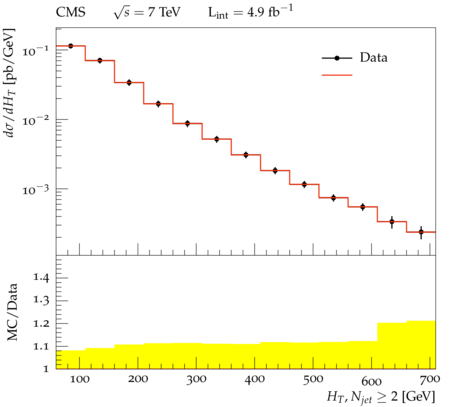 CMS √s = 7 TeV L_int = 4.9 fb⁻¹
dσ/dH_T [pb/GeV]
10⁻¹
10⁻²
10⁻³
Data
MC/Data
1.4
1.3
1.2
1.1
1
100 200 300 400 500 600 700
H_T, N_jet ≥ 2 [GeV]